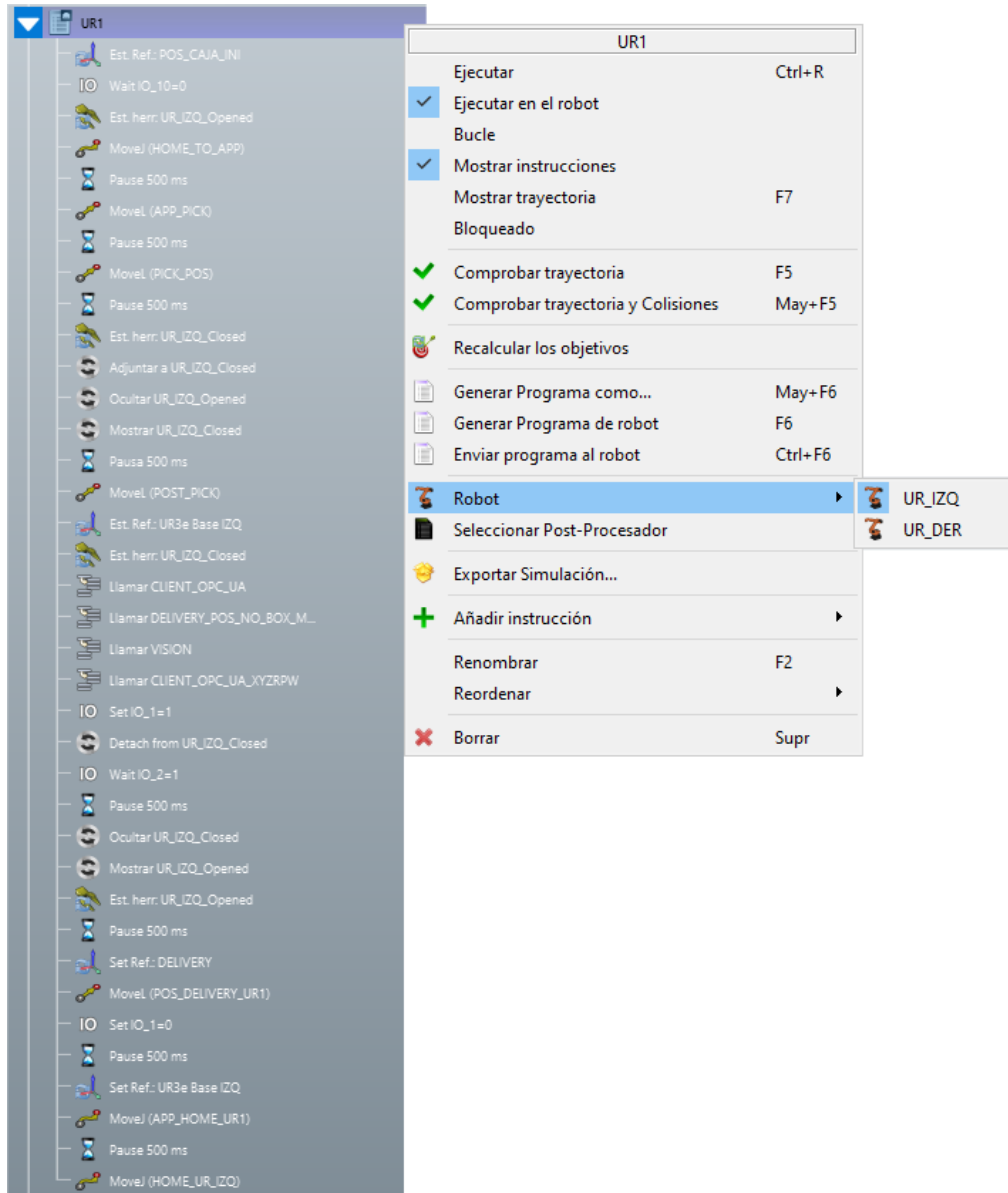 UR1
Est. Ref.: POS_CAJA_INI
IO Wait IO_10=0
Est. herr: UR_IZQ_Opened
MoveJ (HOME_TO_APP)
Pause 500 ms
MoveL (APP_PICK)
Pause 500 ms
MoveL (PICK_POS)
Pause 500 ms
Est. herr: UR_IZQ_Closed
Adjuntar a UR_IZQ_Closed
Ocultar UR_IZQ_Opened
Mostrar UR_IZQ_Closed
Pausa 500 ms
MoveL (POST_PICK)
Est. Ref.: UR3e Base IZQ
Est. herr: UR_IZQ_Closed
Llamar CLIENT_OPC_UA
Llamar DELIVERY_POS_NO_BOX_M...
Llamar VISION
Llamar CLIENT_OPC_UA_XYZRPW
IO Set IO_1=1
Detach from UR_IZQ_Closed
IO Wait IO_2=1
Pause 500 ms
Ocultar UR_IZQ_Closed
Mostrar UR_IZQ_Opened
Est. herr: UR_IZQ_Opened
Pause 500 ms
Set Ref.: DELIVERY
MoveL (POS_DELIVERY_UR1)
IO Set IO_1=0
Pause 500 ms
Set Ref.: UR3e Base IZQ
MoveJ (APP_HOME_UR1)
Pause 500 ms
MoveJ (HOME_UR_IZQ)
UR1
Ejecutar Ctrl+R
Ejecutar en el robot
Bucle
Mostrar instrucciones
Mostrar trayectoria F7
Bloqueado
Comprobar trayectoria F5
Comprobar trayectoria y Colisiones May+F5
Recalcular los objetivos
Generar Programa como... May+F6
Generar Programa de robot F6
Enviar programa al robot Ctrl+F6
Robot
Seleccionar Post-Procesador
Exportar Simulación...
Añadir instrucción
Renombrar F2
Reordenar
Borrar Supr
UR_IZQ
UR_DER